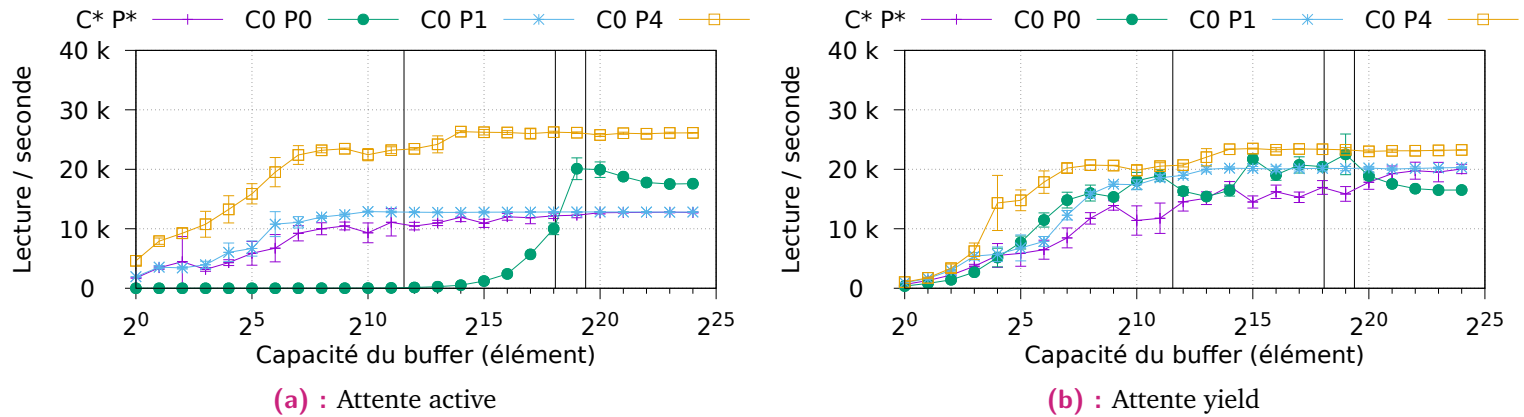 C* P* C0 P0 C0 P1 C0 P4
40 k
30 k
20 k
10 k
0
Lecture / seconde
2^0 2^5 2^10 2^15 2^20 2^25
Capacité du buffer (élément)
(a) : Attente active
C* P* C0 P0 C0 P1 C0 P4
40 k
30 k
20 k
10 k
0
Lecture / seconde
2^0 2^5 2^10 2^15 2^20 2^25
Capacité du buffer (élément)
(b) : Attente yield